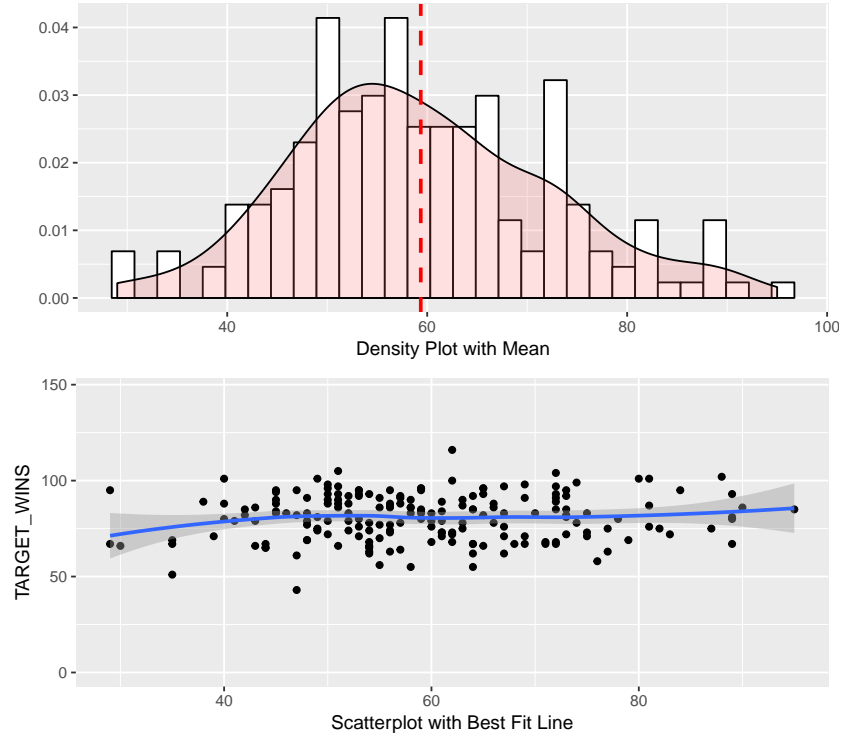 0.04
0.03
0.02
0.01
0.00
40 60 80 100
Density Plot with Mean
150
100
50
0
TARGET_WINS
40 60 80
Scatterplot with Best Fit Line